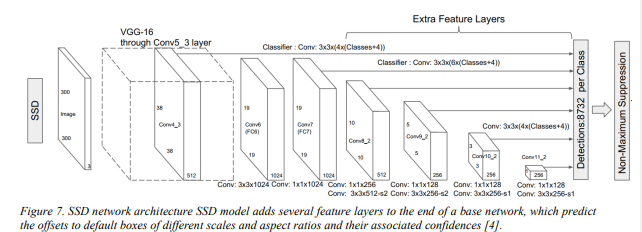 Extra Feature Layers
VGG-16
through Conv5_3 layer
Classifier : Conv: 3x3x(4x(Classes+4))
Classifier : Conv: 3x3x(6x(Classes+4))
SSD
300
Image
300
3
38
Conv4_3
38
512
19
Conv6
(FC6)
19
1024
19
Conv7
(FC7)
19
1024
10
Conv8_2
10
512
5
Conv9_2
5
256
3
Conv10_2
3
256
Conv11_2
256
Conv: 3x3x(4x(Classes+4))
Detections:8732 per Class
Non-Maximum Suppression
Conv: 3x3x1024
Conv: 1x1x1024
Conv: 1x1x256
Conv: 3x3x512-s2
Conv: 1x1x128
Conv: 3x3x256-s2
Conv: 1x1x128
Conv: 3x3x256-s1
Conv: 1x1x128
Conv: 3x3x256-s1
Figure 7. SSD network architecture SSD model adds several feature layers to the end of a base network, which predict
the offsets to default boxes of different scales and aspect ratios and their associated confidences [4].